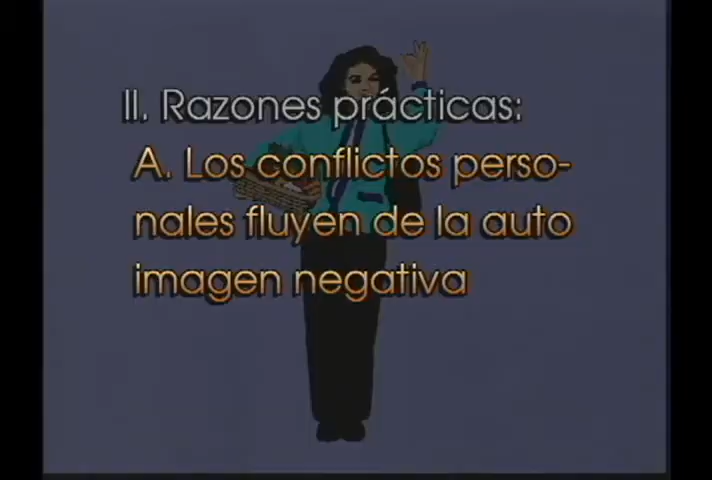 II. Razones prácticas:
A. Los conflictos perso-
nales fluyen de la auto
imagen negativa